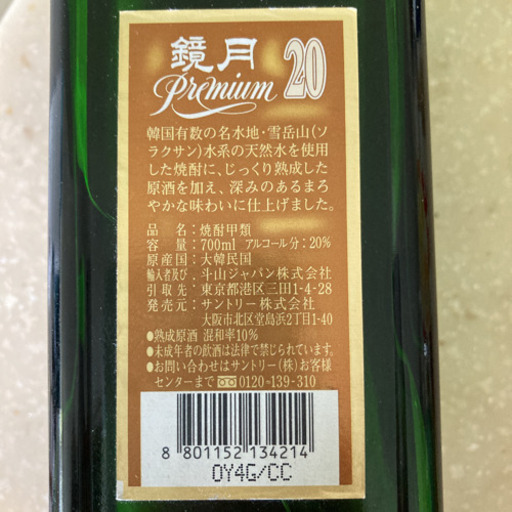 鏡月
Premium 20
韓国有数の名水地・雪岳山(ソ
ラクサン)水系の天然水を使用
した焼酎に、じっくり熟成した
原酒を加え、深みのあるまろ
やかな味わいに仕上げました。
品名:焼酎甲類
容量:700ml アルコール分:20%
原産国:大韓民国
輸入者及び、斗山ジャパン株式会社
引取先:東京都港区三田1-4-28
発売元:サントリー株式会社
大阪市北区堂島浜2丁目1-40
●熟成原酒 混和率10%
●未成年者の飲酒は法律で禁じられています。
●お問い合わせはサントリー(株)お客様
センターまで 0120-139-310
8 801152 134214
OY4G/CC